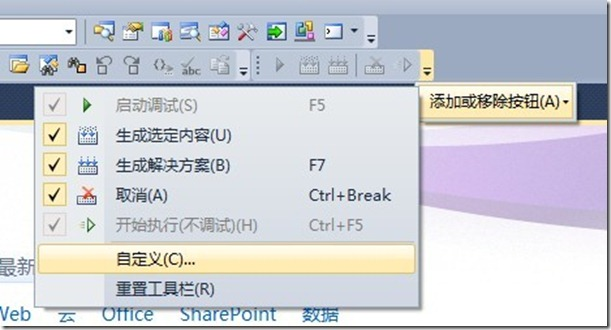 添加或移除按钮(A)
启动调试(S) F5
生成选定内容(U)
生成解决方案(B) F7
取消(A) Ctrl+Break
开始执行(不调试)(H) Ctrl+F5
自定义(C)...
最新
重置工具栏(R)
Web 云 Office SharePoint 数据